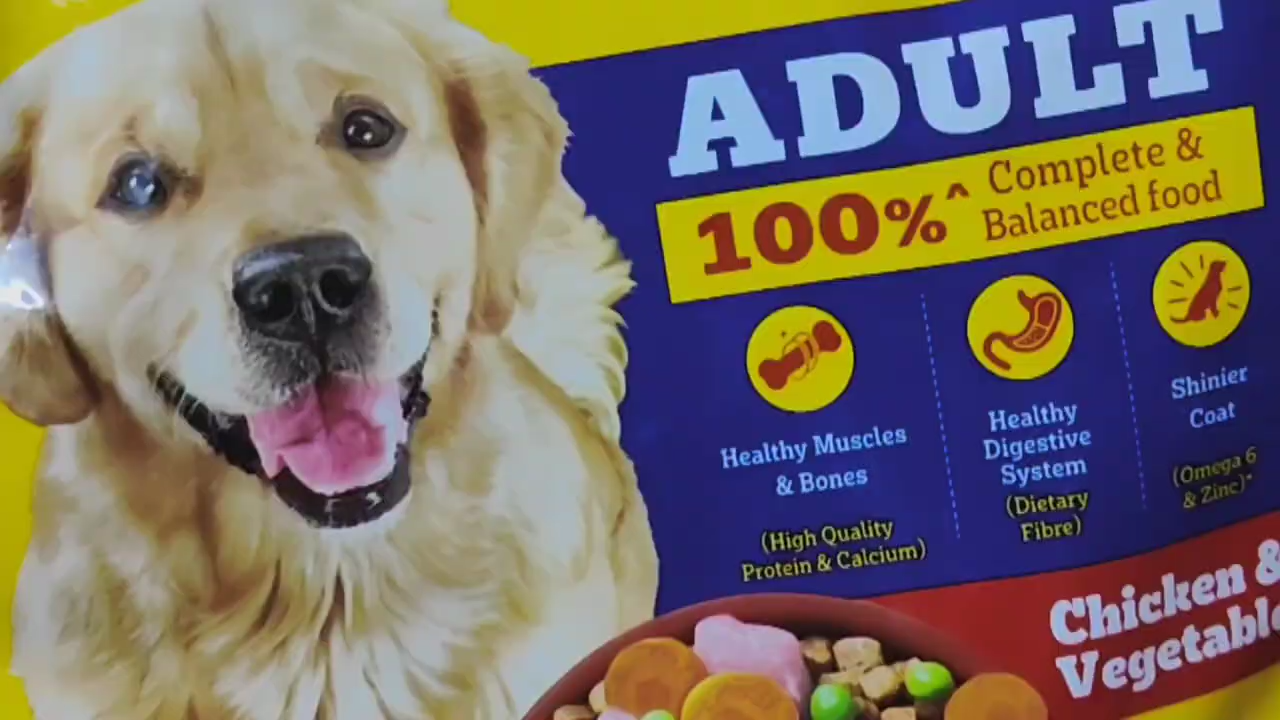 ADULT
100%^ Complete &
Balanced food
Healthy Muscles
& Bones
(High Quality
Protein & Calcium)
Healthy
Digestive
System
(Dietary
Fibre)
Shinier
Coat
(Omega 6
& Zinc)*
Chicken &
Vegetable